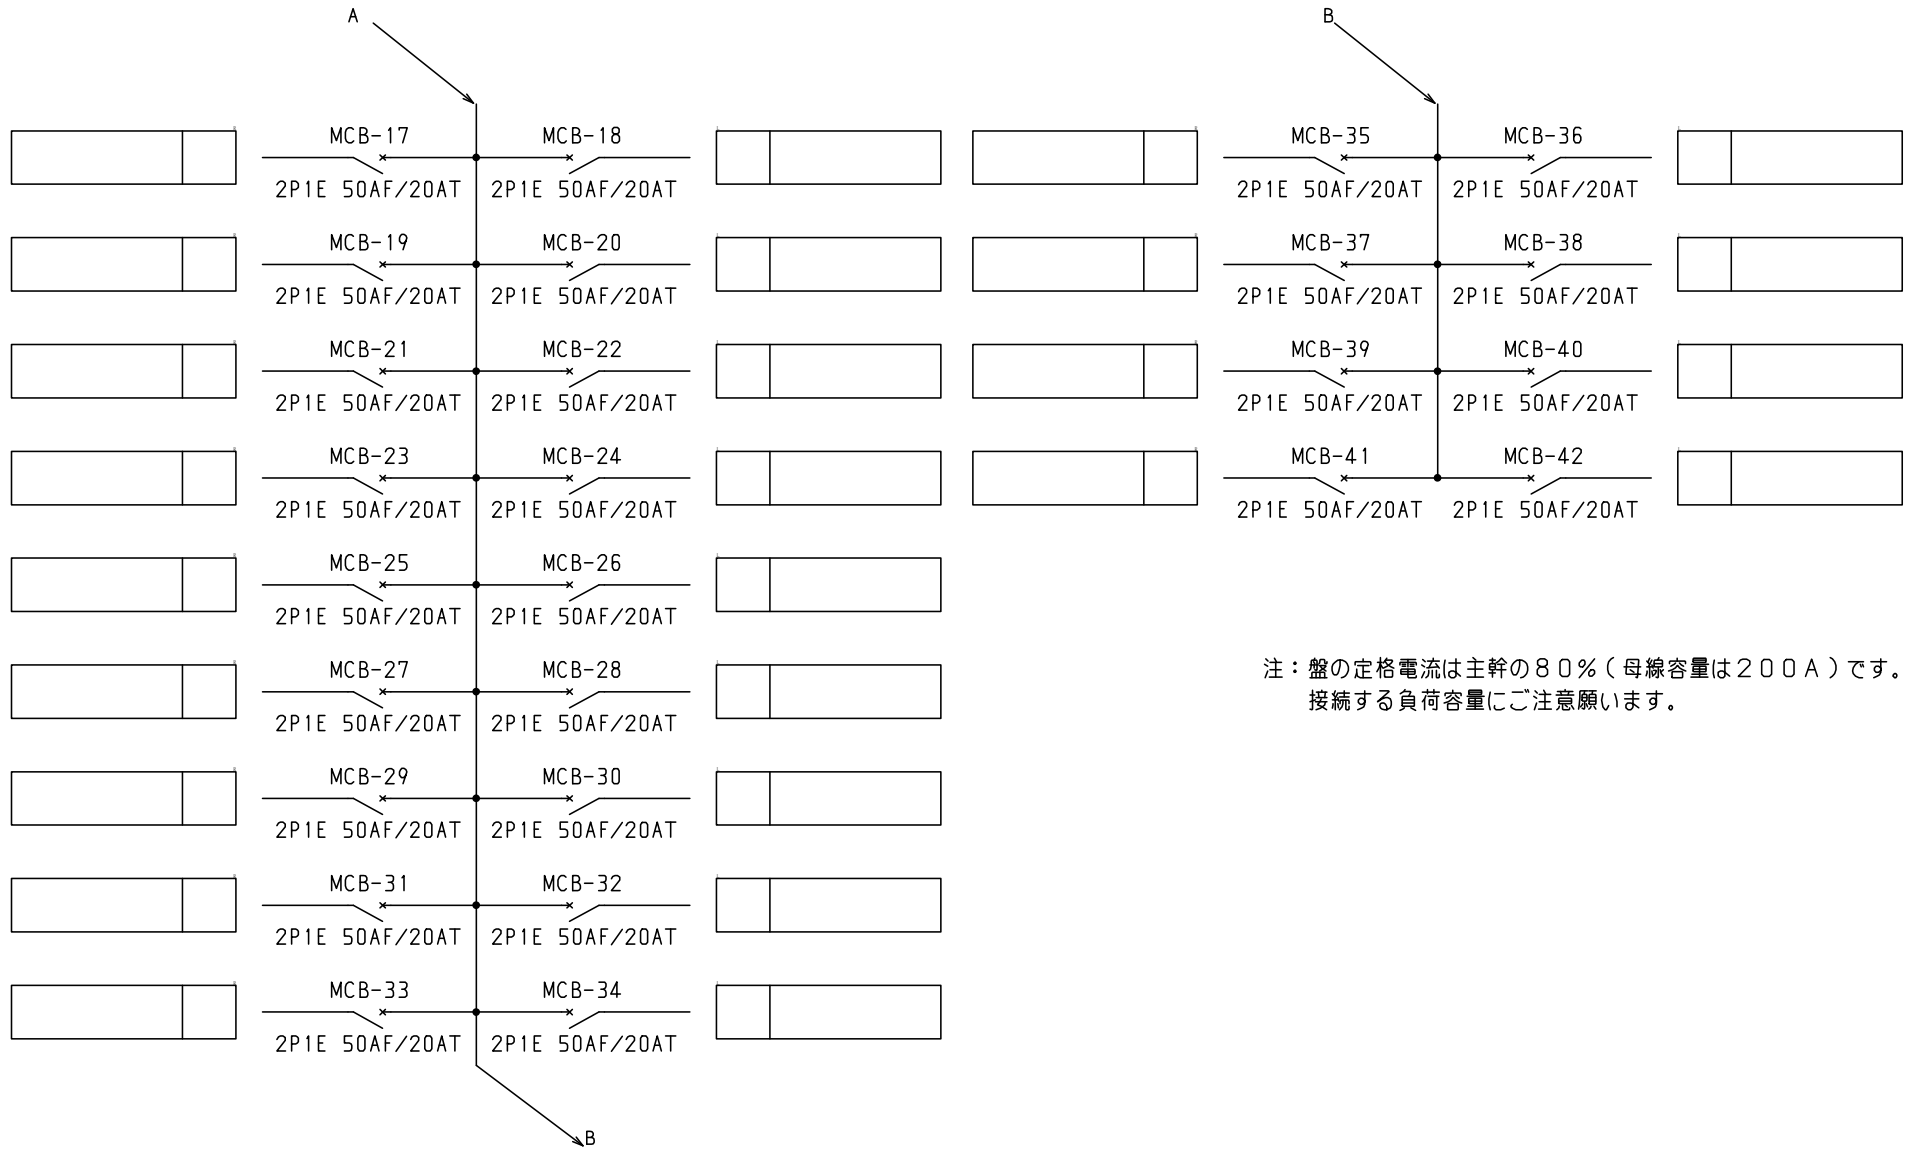 A
MCB-17 MCB-18
2P1E 50AF/20AT 2P1E 50AF/20AT
MCB-19 MCB-20
2P1E 50AF/20AT 2P1E 50AF/20AT
MCB-21 MCB-22
2P1E 50AF/20AT 2P1E 50AF/20AT
MCB-23 MCB-24
2P1E 50AF/20AT 2P1E 50AF/20AT
MCB-25 MCB-26
2P1E 50AF/20AT 2P1E 50AF/20AT
MCB-27 MCB-28
2P1E 50AF/20AT 2P1E 50AF/20AT
MCB-29 MCB-30
2P1E 50AF/20AT 2P1E 50AF/20AT
MCB-31 MCB-32
2P1E 50AF/20AT 2P1E 50AF/20AT
MCB-33 MCB-34
2P1E 50AF/20AT 2P1E 50AF/20AT
B
B
MCB-35 MCB-36
2P1E 50AF/20AT 2P1E 50AF/20AT
MCB-37 MCB-38
2P1E 50AF/20AT 2P1E 50AF/20AT
MCB-39 MCB-40
2P1E 50AF/20AT 2P1E 50AF/20AT
MCB-41 MCB-42
2P1E 50AF/20AT 2P1E 50AF/20AT
注：盤の定格電流は主幹の８０％（母線容量は２００Ａ）です。
接続する負荷容量にご注意願います。